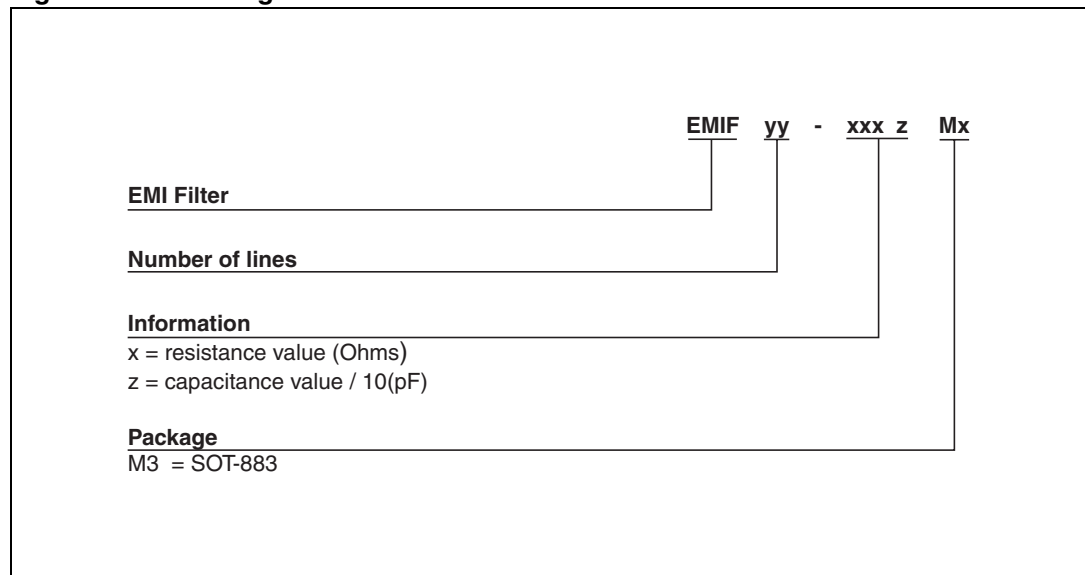 EMIF yy - xxx z Mx
EMI Filter
Number of lines
Information
x = resistance value (Ohms)
z = capacitance value / 10(pF)
Package
M3 = SOT-883